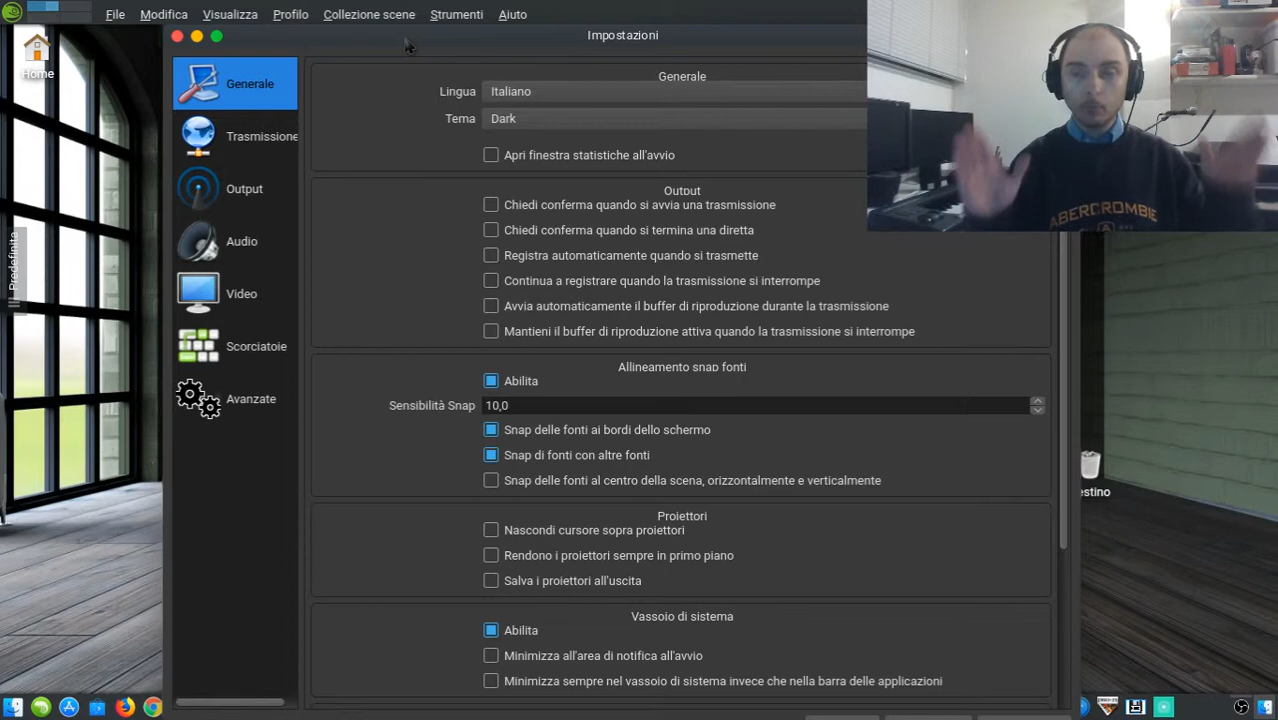 File Modifica Visualizza Profilo Collezione scene Strumenti Aiuto
Impostazioni
Home
Predefinita
Generale
Trasmissione
Output
Audio
Video
Scorciatoie
Avanzate
Generale
Lingua Italiano
Tema Dark
Apri finestra statistiche all'avvio
Output
Chiedi conferma quando si avvia una trasmissione
Chiedi conferma quando si termina una diretta
Registra automaticamente quando si trasmette
Continua a registrare quando la trasmissione si interrompe
Avvia automaticamente il buffer di riproduzione durante la trasmissione
Mantieni il buffer di riproduzione attiva quando la trasmissione si interrompe
Allineamento snap fonti
Abilita
Sensibilità Snap 10,0
Snap delle fonti ai bordi dello schermo
Snap di fonti con altre fonti
Snap delle fonti al centro della scena, orizzontalmente e verticalmente
Proiettori
Nascondi cursore sopra proiettori
Rendono i proiettori sempre in primo piano
Salva i proiettori all'uscita
Vassoio di sistema
Abilita
Minimizza all'area di notifica all'avvio
Minimizza sempre nel vassoio di sistema invece che nella barra delle applicazioni
estino
ABERCROMBIE